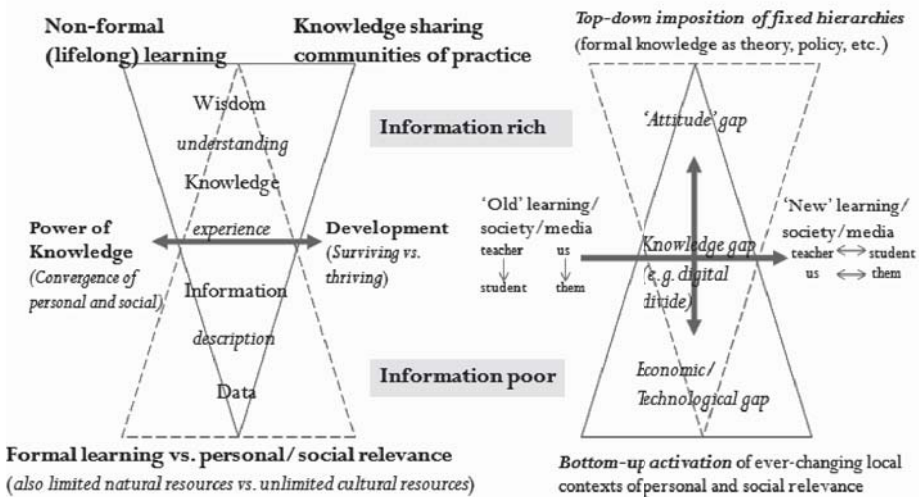 Non-formal
(lifelong) learning
Knowledge sharing
communities of practice
Wisdom
understanding
Knowledge
experience
Information
description
Data
Power of
Knowledge
(Convergence of
personal and social)
Development
(Surviving vs.
thriving)
Formal learning vs. personal/ social relevance
(also limited natural resources vs. unlimited cultural resources)
Information rich
Information poor
Top-down imposition of fixed hierarchies
(formal knowledge as theory, policy, etc.)
'Attitude' gap
'Old' learning/
society/media
teacher us
student them
Knowledge gap
(e.g. digital
divide)
'New' learning/
society/media
teacher student
us them
Economic/
Technological gap
Bottom-up activation of ever-changing local
contexts of personal and social relevance